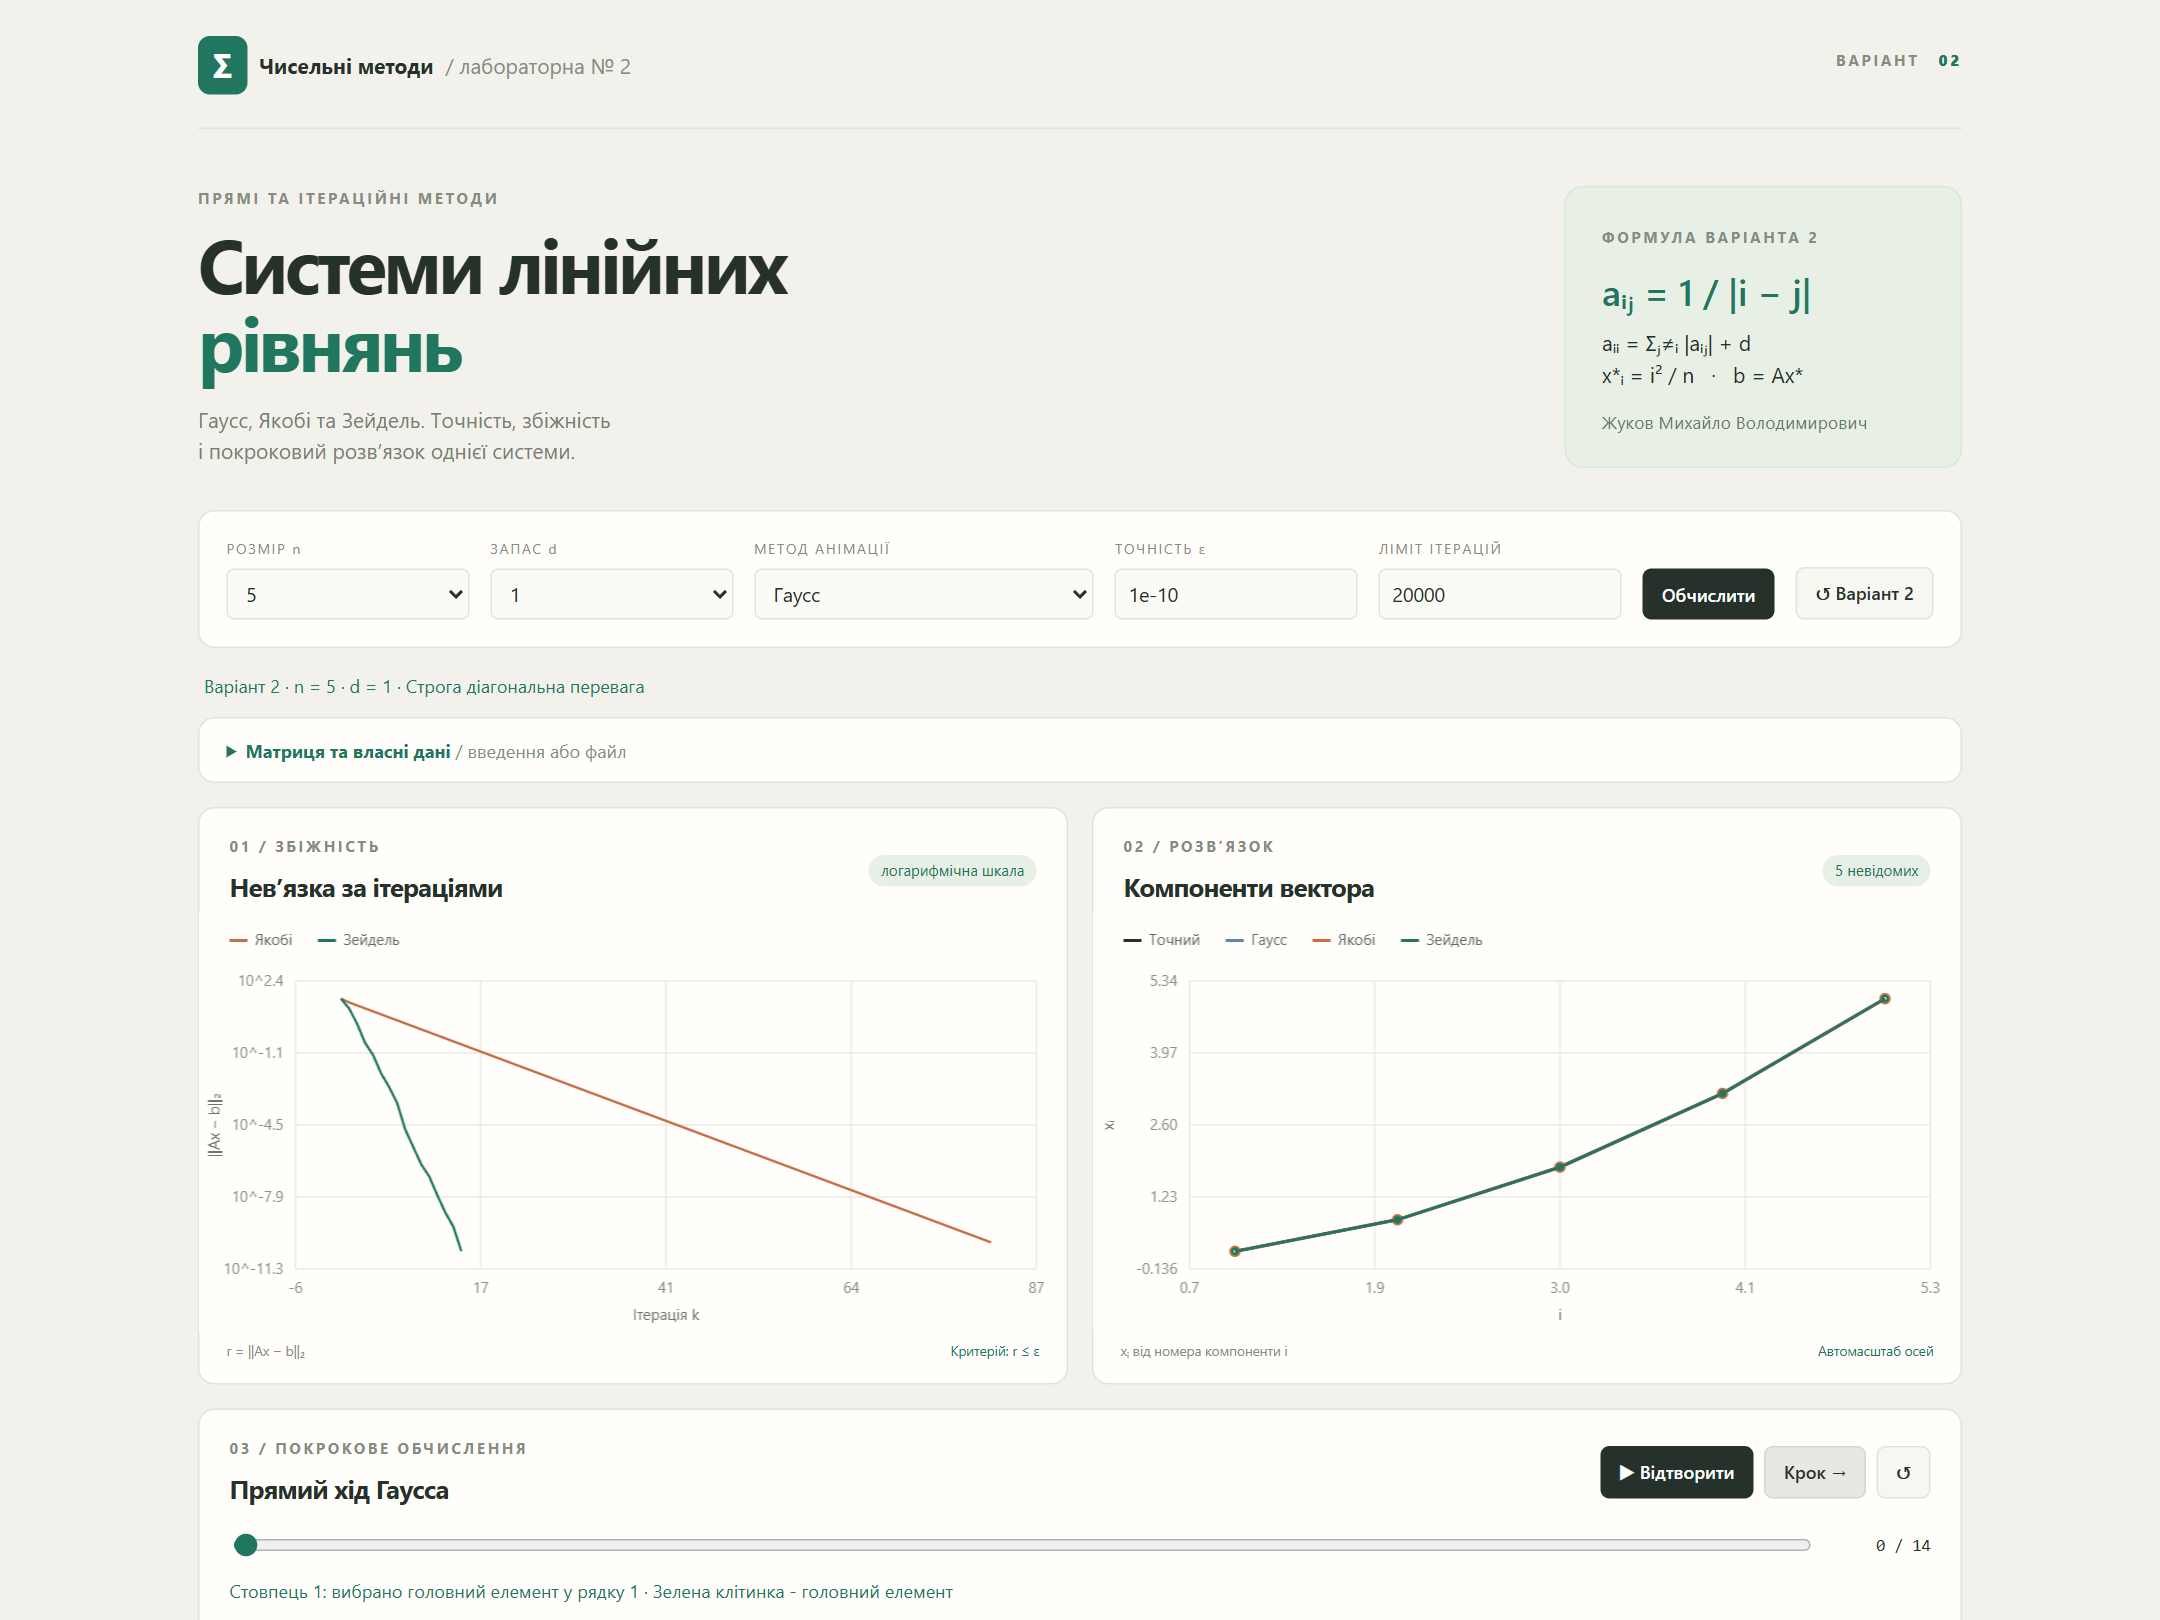 Σ Чисельні методи / лабораторна № 2
ВАРІАНТ 02
ПРЯМІ ТА ІТЕРАЦІЙНІ МЕТОДИ
Системи лінійних
рівнянь
Гаусс, Якобі та Зейдель. Точність, збіжність
і покроковий розв’язок однієї системи.
ФОРМУЛА ВАРІАНТА 2
aᵢⱼ = 1 / |i − j|
aᵢᵢ = Σⱼ≠ᵢ |aᵢⱼ| + d
x*ᵢ = i² / n · b = Ax*
Жуков Михайло Володимирович
РОЗМІР n
5
ЗАПАС d
1
МЕТОД АНІМАЦІЇ
Гаусс
ТОЧНІСТЬ ε
1e-10
ЛІМІТ ІТЕРАЦІЙ
20000
Обчислити
↺ Варіант 2
Варіант 2 · n = 5 · d = 1 · Строга діагональна перевага
▶ Матриця та власні дані / введення або файл
01 / ЗБІЖНІСТЬ
Нев’язка за ітераціями
логарифмічна шкала
Якобі Зейдель
10^2.4
10^-1.1
10^-4.5
10^-7.9
10^-11.3
||Ax − b||₂
-6 17 41 64 87
Ітерація k
r = ||Ax − b||₂
Критерій: r ≤ ε
02 / РОЗВ’ЯЗОК
Компоненти вектора
5 невідомих
Точний Гаусс Якобі Зейдель
5.34
3.97
2.60
1.23
-0.136
xᵢ
0.7 1.9 3.0 4.1 5.3
i
xᵢ від номера компоненти i
Автомасштаб осей
03 / ПОКРОКОВЕ ОБЧИСЛЕННЯ
Прямий хід Гаусса
▶ Відтворити
Крок →
↺
0 / 14
Стовпець 1: вибрано головний елемент у рядку 1 · Зелена клітинка - головний елемент